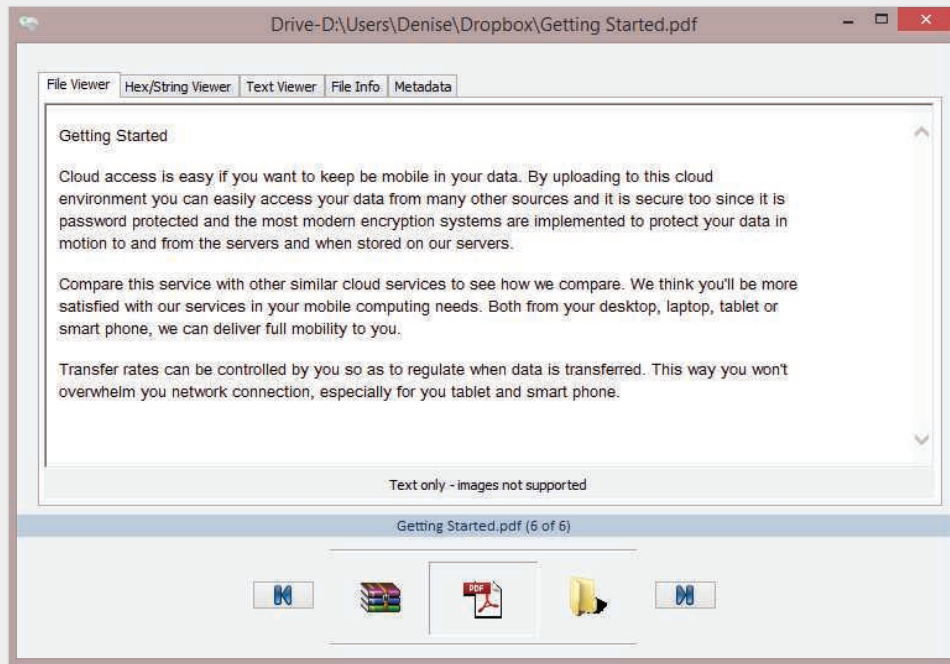 Drive-D:\Users\Denise\Dropbox\Getting Started.pdf
File Viewer Hex/String Viewer Text Viewer File Info Metadata
Getting Started
Cloud access is easy if you want to keep be mobile in your data. By uploading to this cloud
environment you can easily access your data from many other sources and it is secure too since it is
password protected and the most modern encryption systems are implemented to protect your data in
motion to and from the servers and when stored on our servers.
Compare this service with other similar cloud services to see how we compare. We think you'll be more
satisfied with our services in your mobile computing needs. Both from your desktop, laptop, tablet or
smart phone, we can deliver full mobility to you.
Transfer rates can be controlled by you so as to regulate when data is transferred. This way you won't
overwhelm you network connection, especially for you tablet and smart phone.
Text only - images not supported
Getting Started.pdf (6 of 6)
PDF